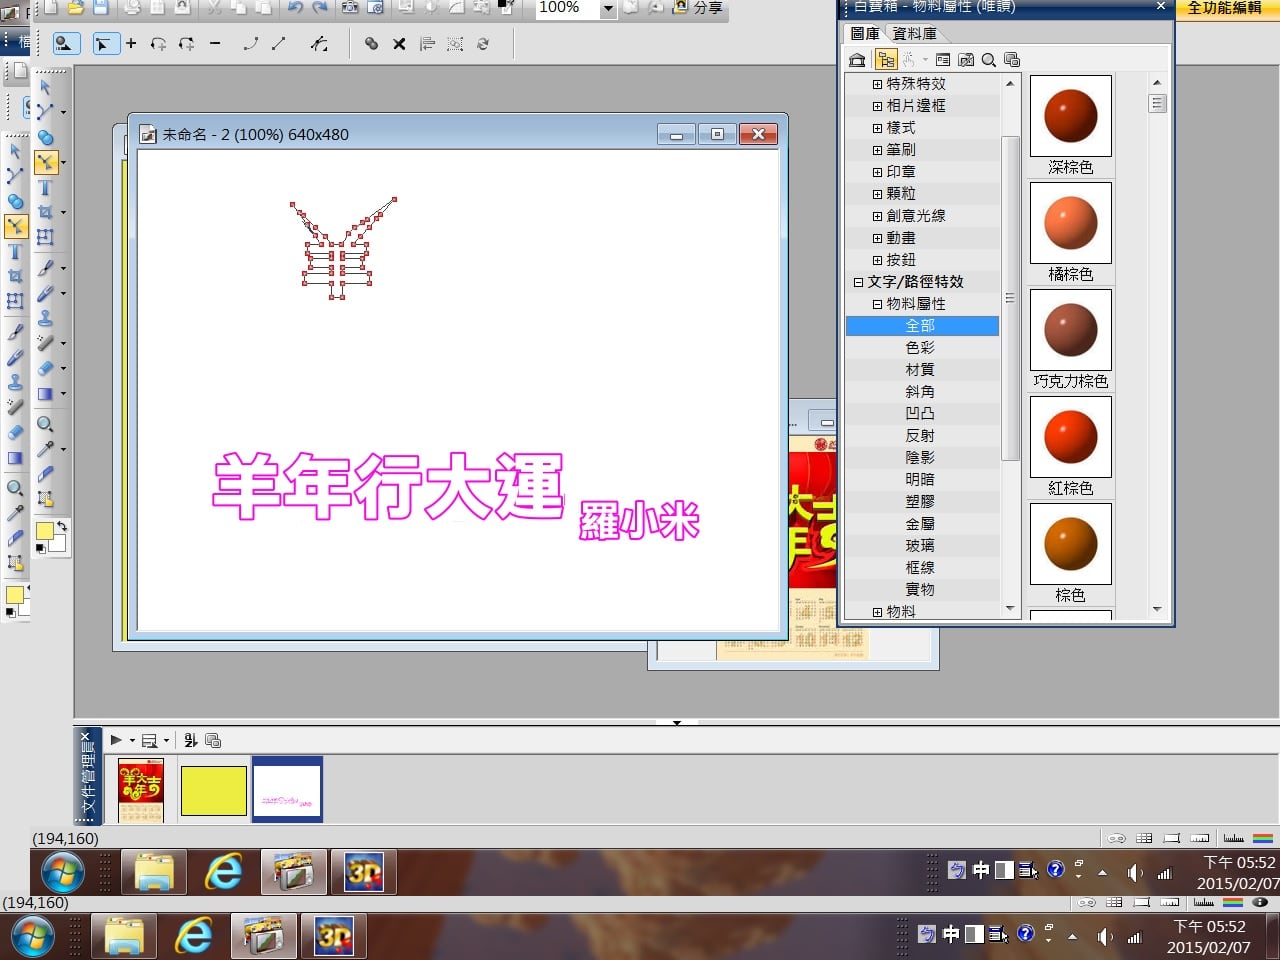 100%
分享
百寶箱 - 物料屬性 (唯讀)
全功能編輯
圖庫 資料庫
未命名 - 2 (100%) 640x480
特殊特效
相片邊框
樣式
筆刷
印章
顆粒
創意光線
動畫
按鈕
文字/路徑特效
物料屬性
全部
色彩
材質
斜角
凹凸
反射
陰影
明暗
塑膠
金屬
玻璃
框線
實物
物料
深棕色
橘棕色
巧克力棕色
紅棕色
棕色
羊年行大運
羅小米
文件管理員
(194,160)
中
下午 05:52
2015/02/07
(194,160)
中
下午 05:52
2015/02/07